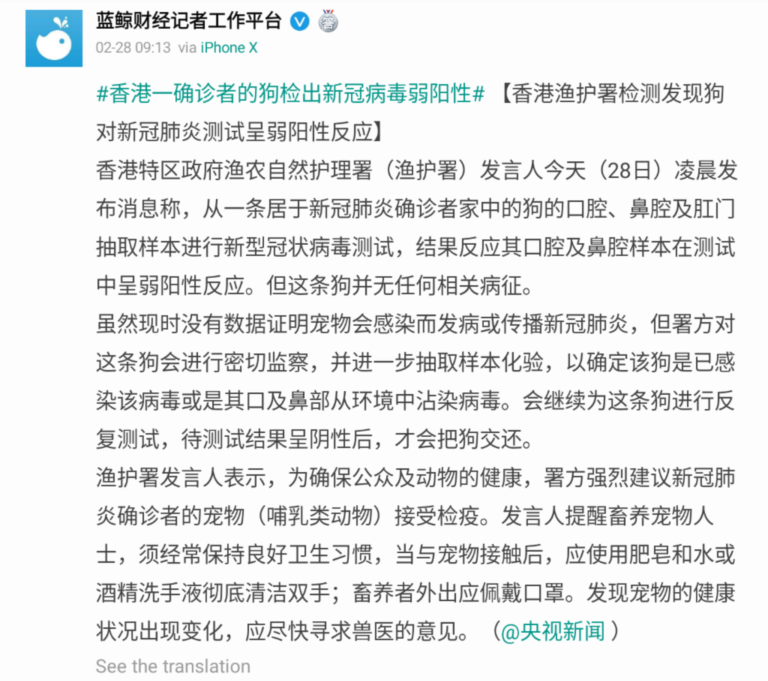 蓝鲸财经记者工作平台
02-28 09:13 via iPhone X
#香港一确诊者的狗检出新冠病毒弱阳性# 【香港渔护署检测发现狗
对新冠肺炎测试呈弱阳性反应】
香港特区政府渔农自然护理署（渔护署）发言人今天（28日）凌晨发
布消息称，从一条居于新冠肺炎确诊者家中的狗的口腔、鼻腔及肛门
抽取样本进行新型冠状病毒测试，结果反应其口腔及鼻腔样本在测试
中呈弱阳性反应。但这条狗并无任何相关病征。
虽然现时没有数据证明宠物会感染而发病或传播新冠肺炎，但署方对
这条狗会进行密切监察，并进一步抽取样本化验，以确定该狗是已感
染该病毒或是其口及鼻部从环境中沾染病毒。会继续为这条狗进行反
复测试，待测试结果呈阴性后，才会把狗交还。
渔护署发言人表示，为确保公众及动物的健康，署方强烈建议新冠肺
炎确诊者的宠物（哺乳类动物）接受检疫。发言人提醒畜养宠物人
士，须经常保持良好卫生习惯，当与宠物接触后，应使用肥皂和水或
酒精洗手液彻底清洁双手；畜养者外出应佩戴口罩。发现宠物的健康
状况出现变化，应尽快寻求兽医的意见。（@央视新闻 ）
See the translation